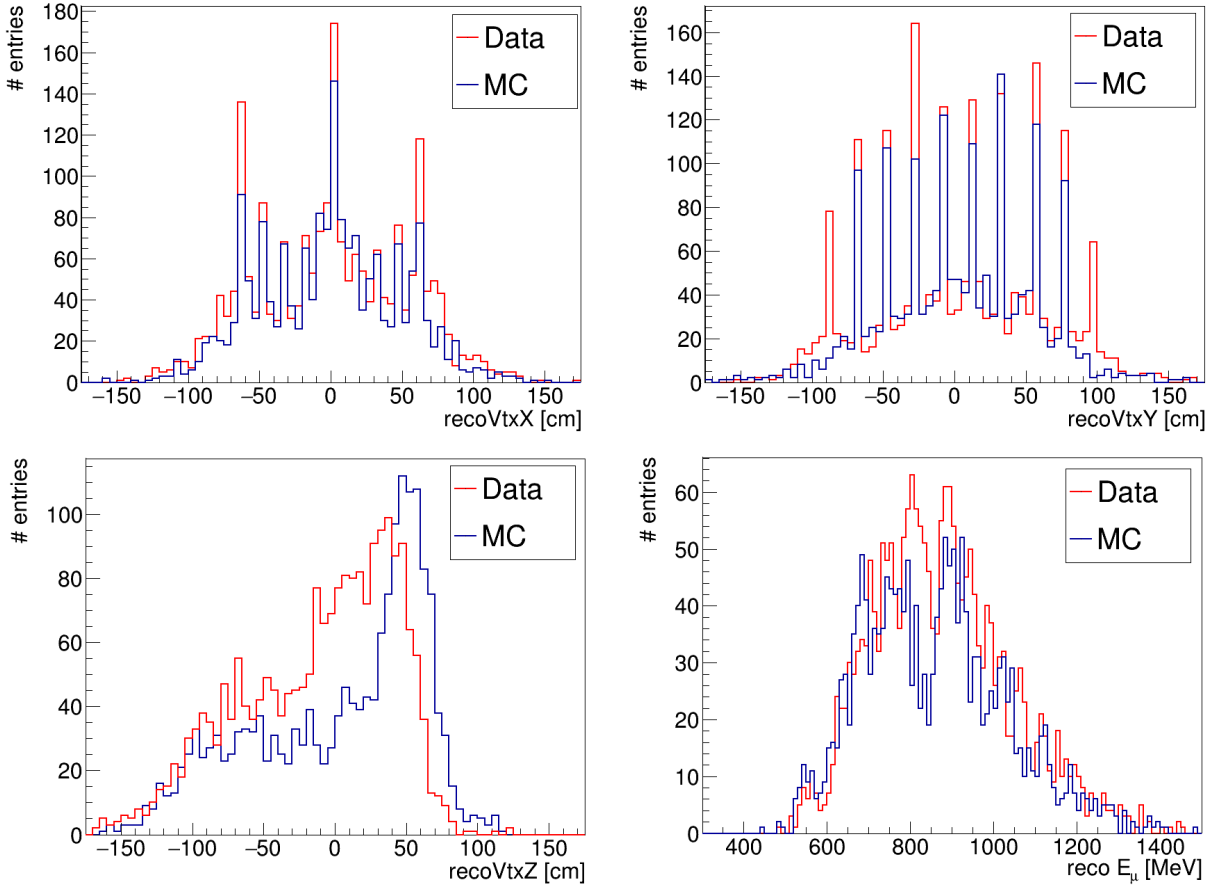 # entries
180
160
140
120
100
80
60
40
20
0
−150 −100 −50 0 50 100 150
recoVtxX [cm]
Data
MC
# entries
160
140
120
100
80
60
40
20
0
−150 −100 −50 0 50 100 150
recoVtxY [cm]
Data
MC
# entries
100
80
60
40
20
0
−150 −100 −50 0 50 100 150
recoVtxZ [cm]
Data
MC
# entries
60
50
40
30
20
10
0
400 600 800 1000 1200 1400
reco Eμ [MeV]
Data
MC